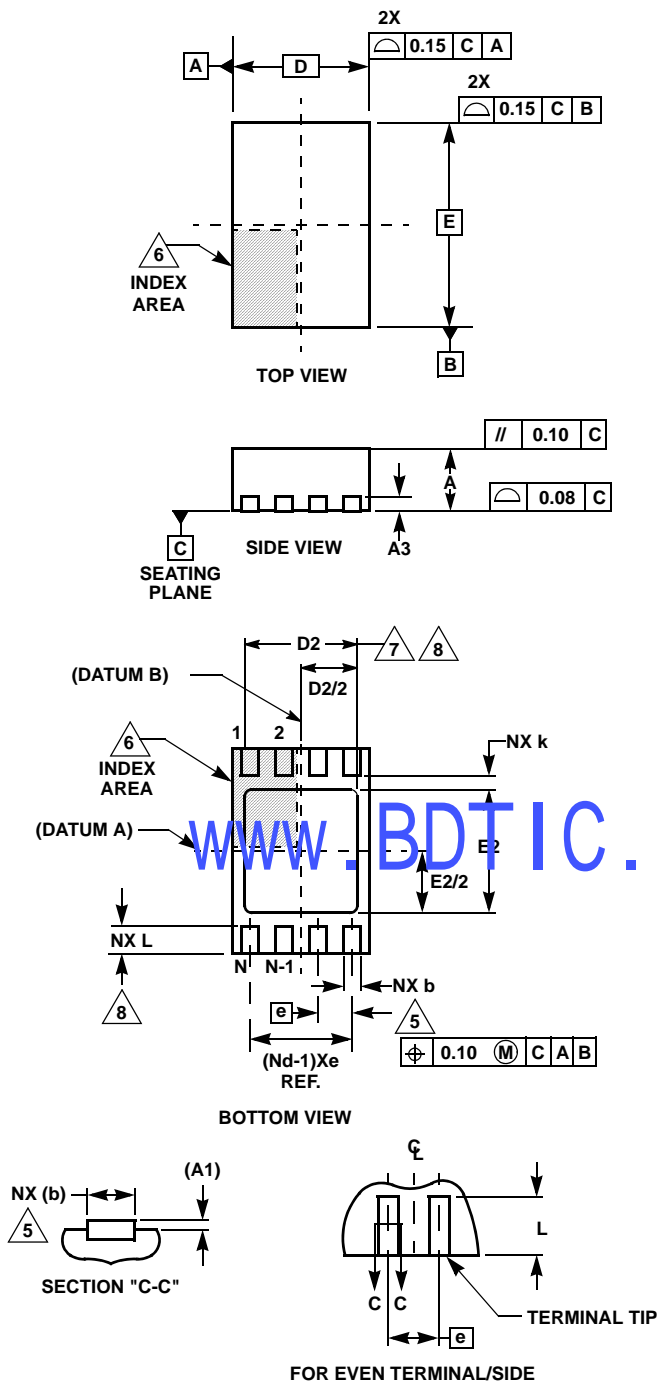 2X
⌓ 0.15 C A
A
D
2X
⌓ 0.15 C B
E
6
INDEX
AREA
B
TOP VIEW
// 0.10 C
A
⌓ 0.08 C
C
SIDE VIEW
A3
SEATING
PLANE
D2
7 8
(DATUM B)
D2/2
1 2
6
NX k
INDEX
AREA
(DATUM A)
www.BDTIC.
E2
E2/2
NX L
N N-1
NX b
8
e
5
(Nd-1)Xe
REF.
⌖ 0.10 Ⓜ C A B
BOTTOM VIEW
(A1)
NX (b)
5
SECTION "C-C"
℄
L
C C
TERMINAL TIP
e
FOR EVEN TERMINAL/SIDE